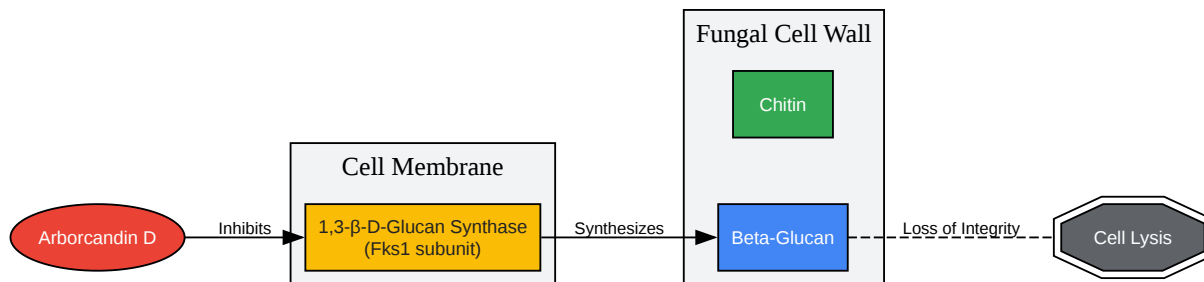 Fungal Cell Wall
Chitin
Cell Membrane
Arborcandin D
Inhibits
1,3-β-D-Glucan Synthase
(Fks1 subunit)
Synthesizes
Beta-Glucan
Loss of Integrity
Cell Lysis